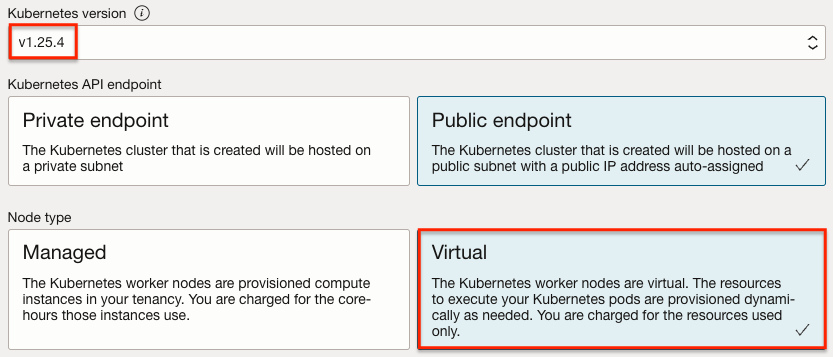 Kubernetes version
v1.25.4
Kubernetes API endpoint
Private endpoint
The Kubernetes cluster that is created will be hosted on
a private subnet
Public endpoint
The Kubernetes cluster that is created will be hosted on a
public subnet with a public IP address auto-assigned
Node type
Managed
The Kubernetes worker nodes are provisioned compute
instances in your tenancy. You are charged for the core-
hours those instances use.
Virtual
The Kubernetes worker nodes are virtual. The resources
to execute your Kubernetes pods are provisioned dynami-
cally as needed. You are charged for the resources used
only.